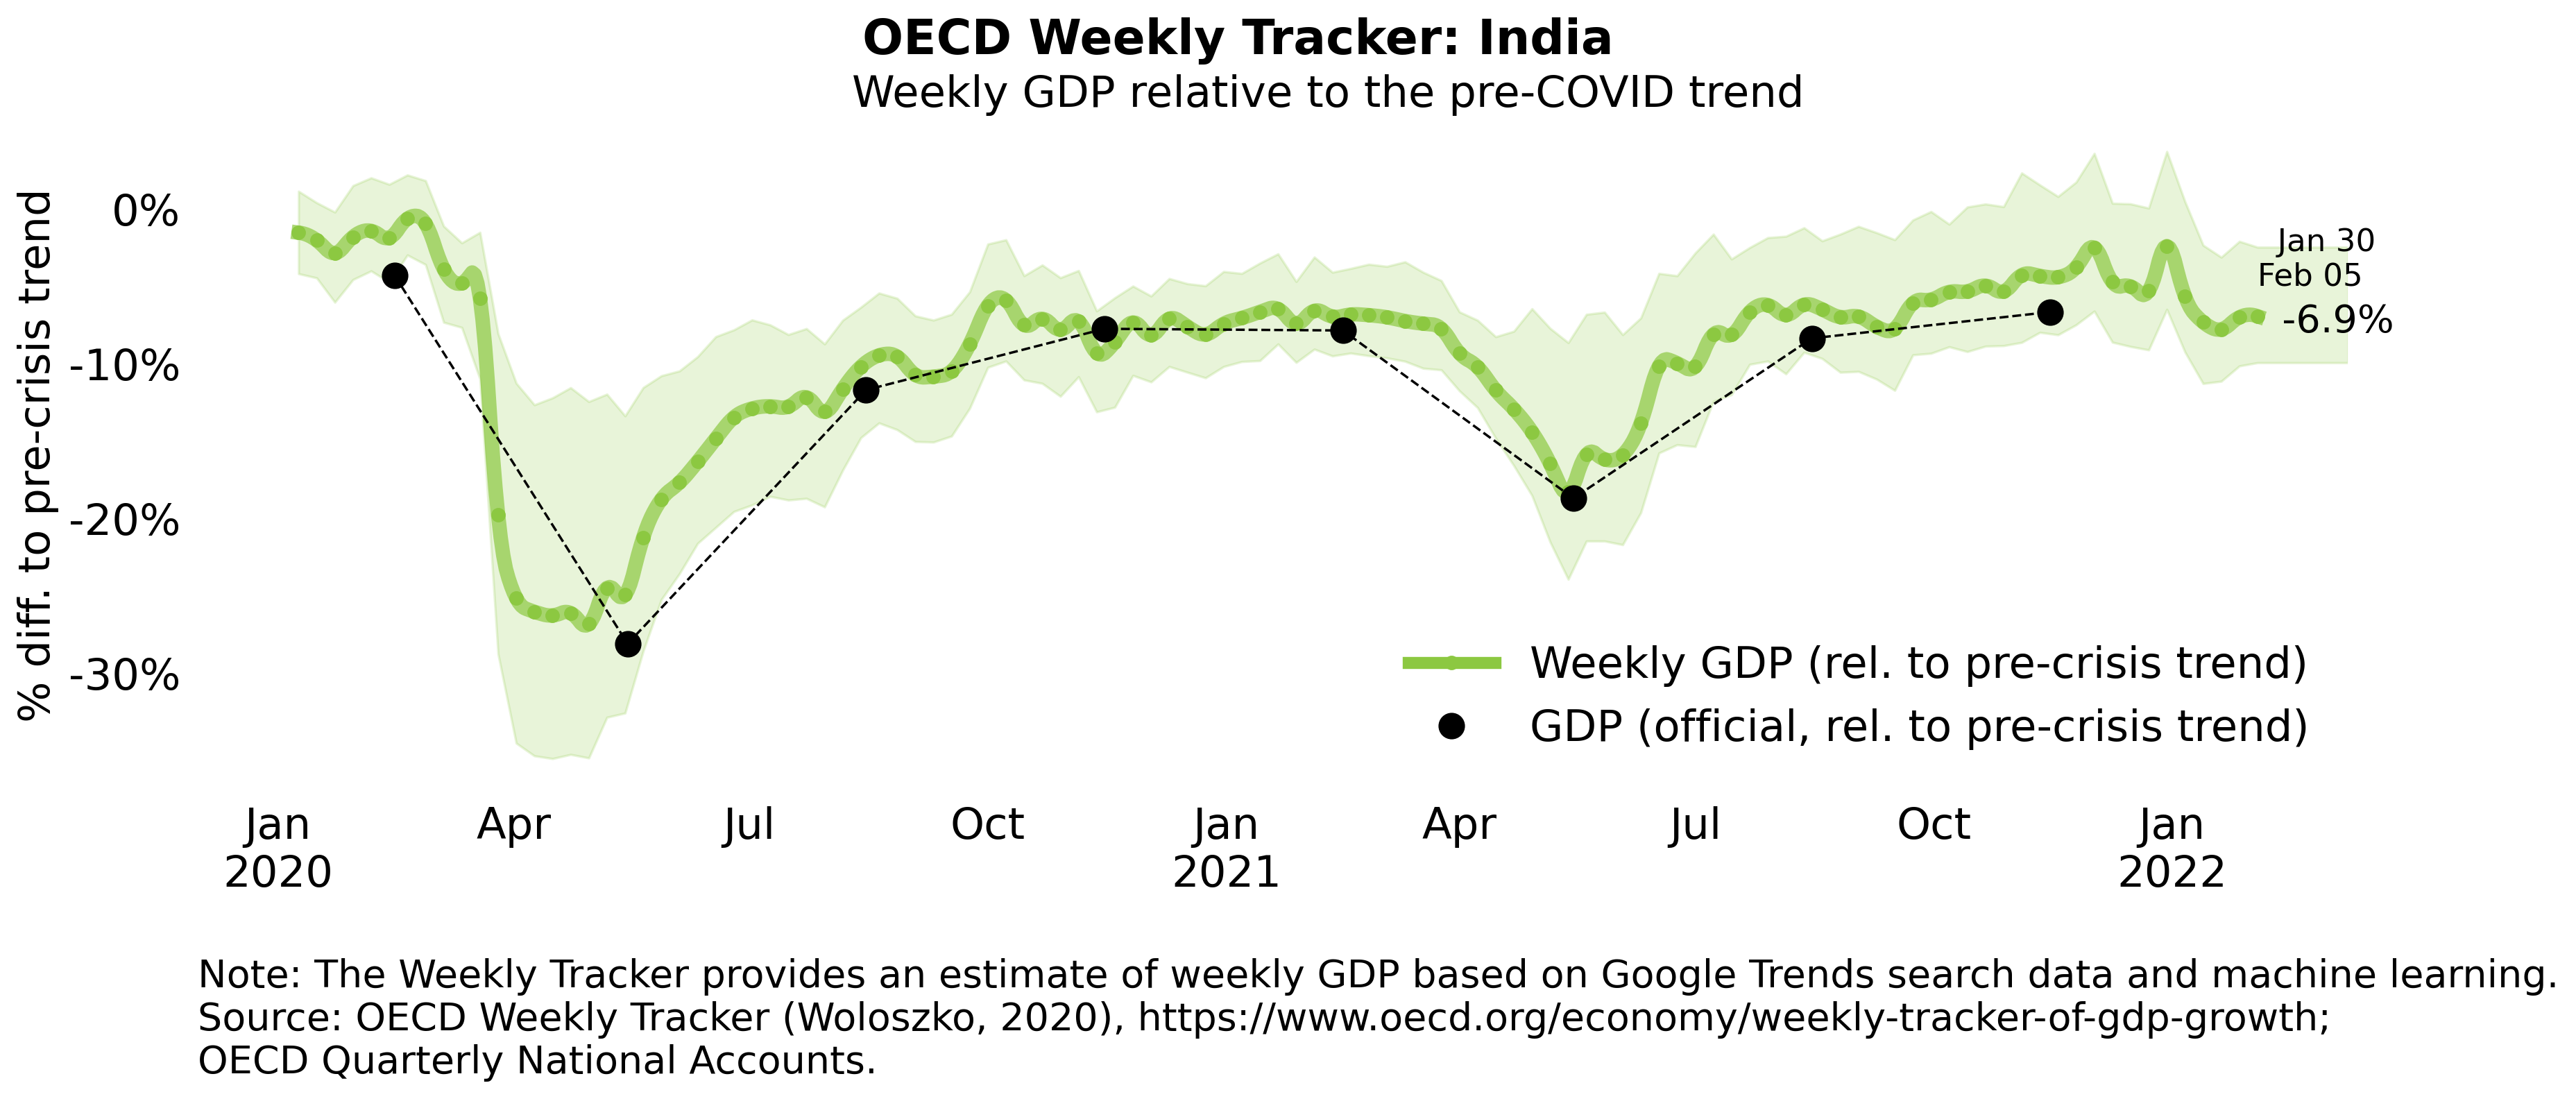 OECD Weekly Tracker: India
Weekly GDP relative to the pre-COVID trend
% diff. to pre-crisis trend
0%
-10%
-20%
-30%
Jan 30
Feb 05
-6.9%
Weekly GDP (rel. to pre-crisis trend)
GDP (official, rel. to pre-crisis trend)
Jan Apr Jul Oct Jan Apr Jul Oct Jan
2020 2021 2022
Note: The Weekly Tracker provides an estimate of weekly GDP based on Google Trends search data and machine learning.
Source: OECD Weekly Tracker (Woloszko, 2020), https://www.oecd.org/economy/weekly-tracker-of-gdp-growth;
OECD Quarterly National Accounts.